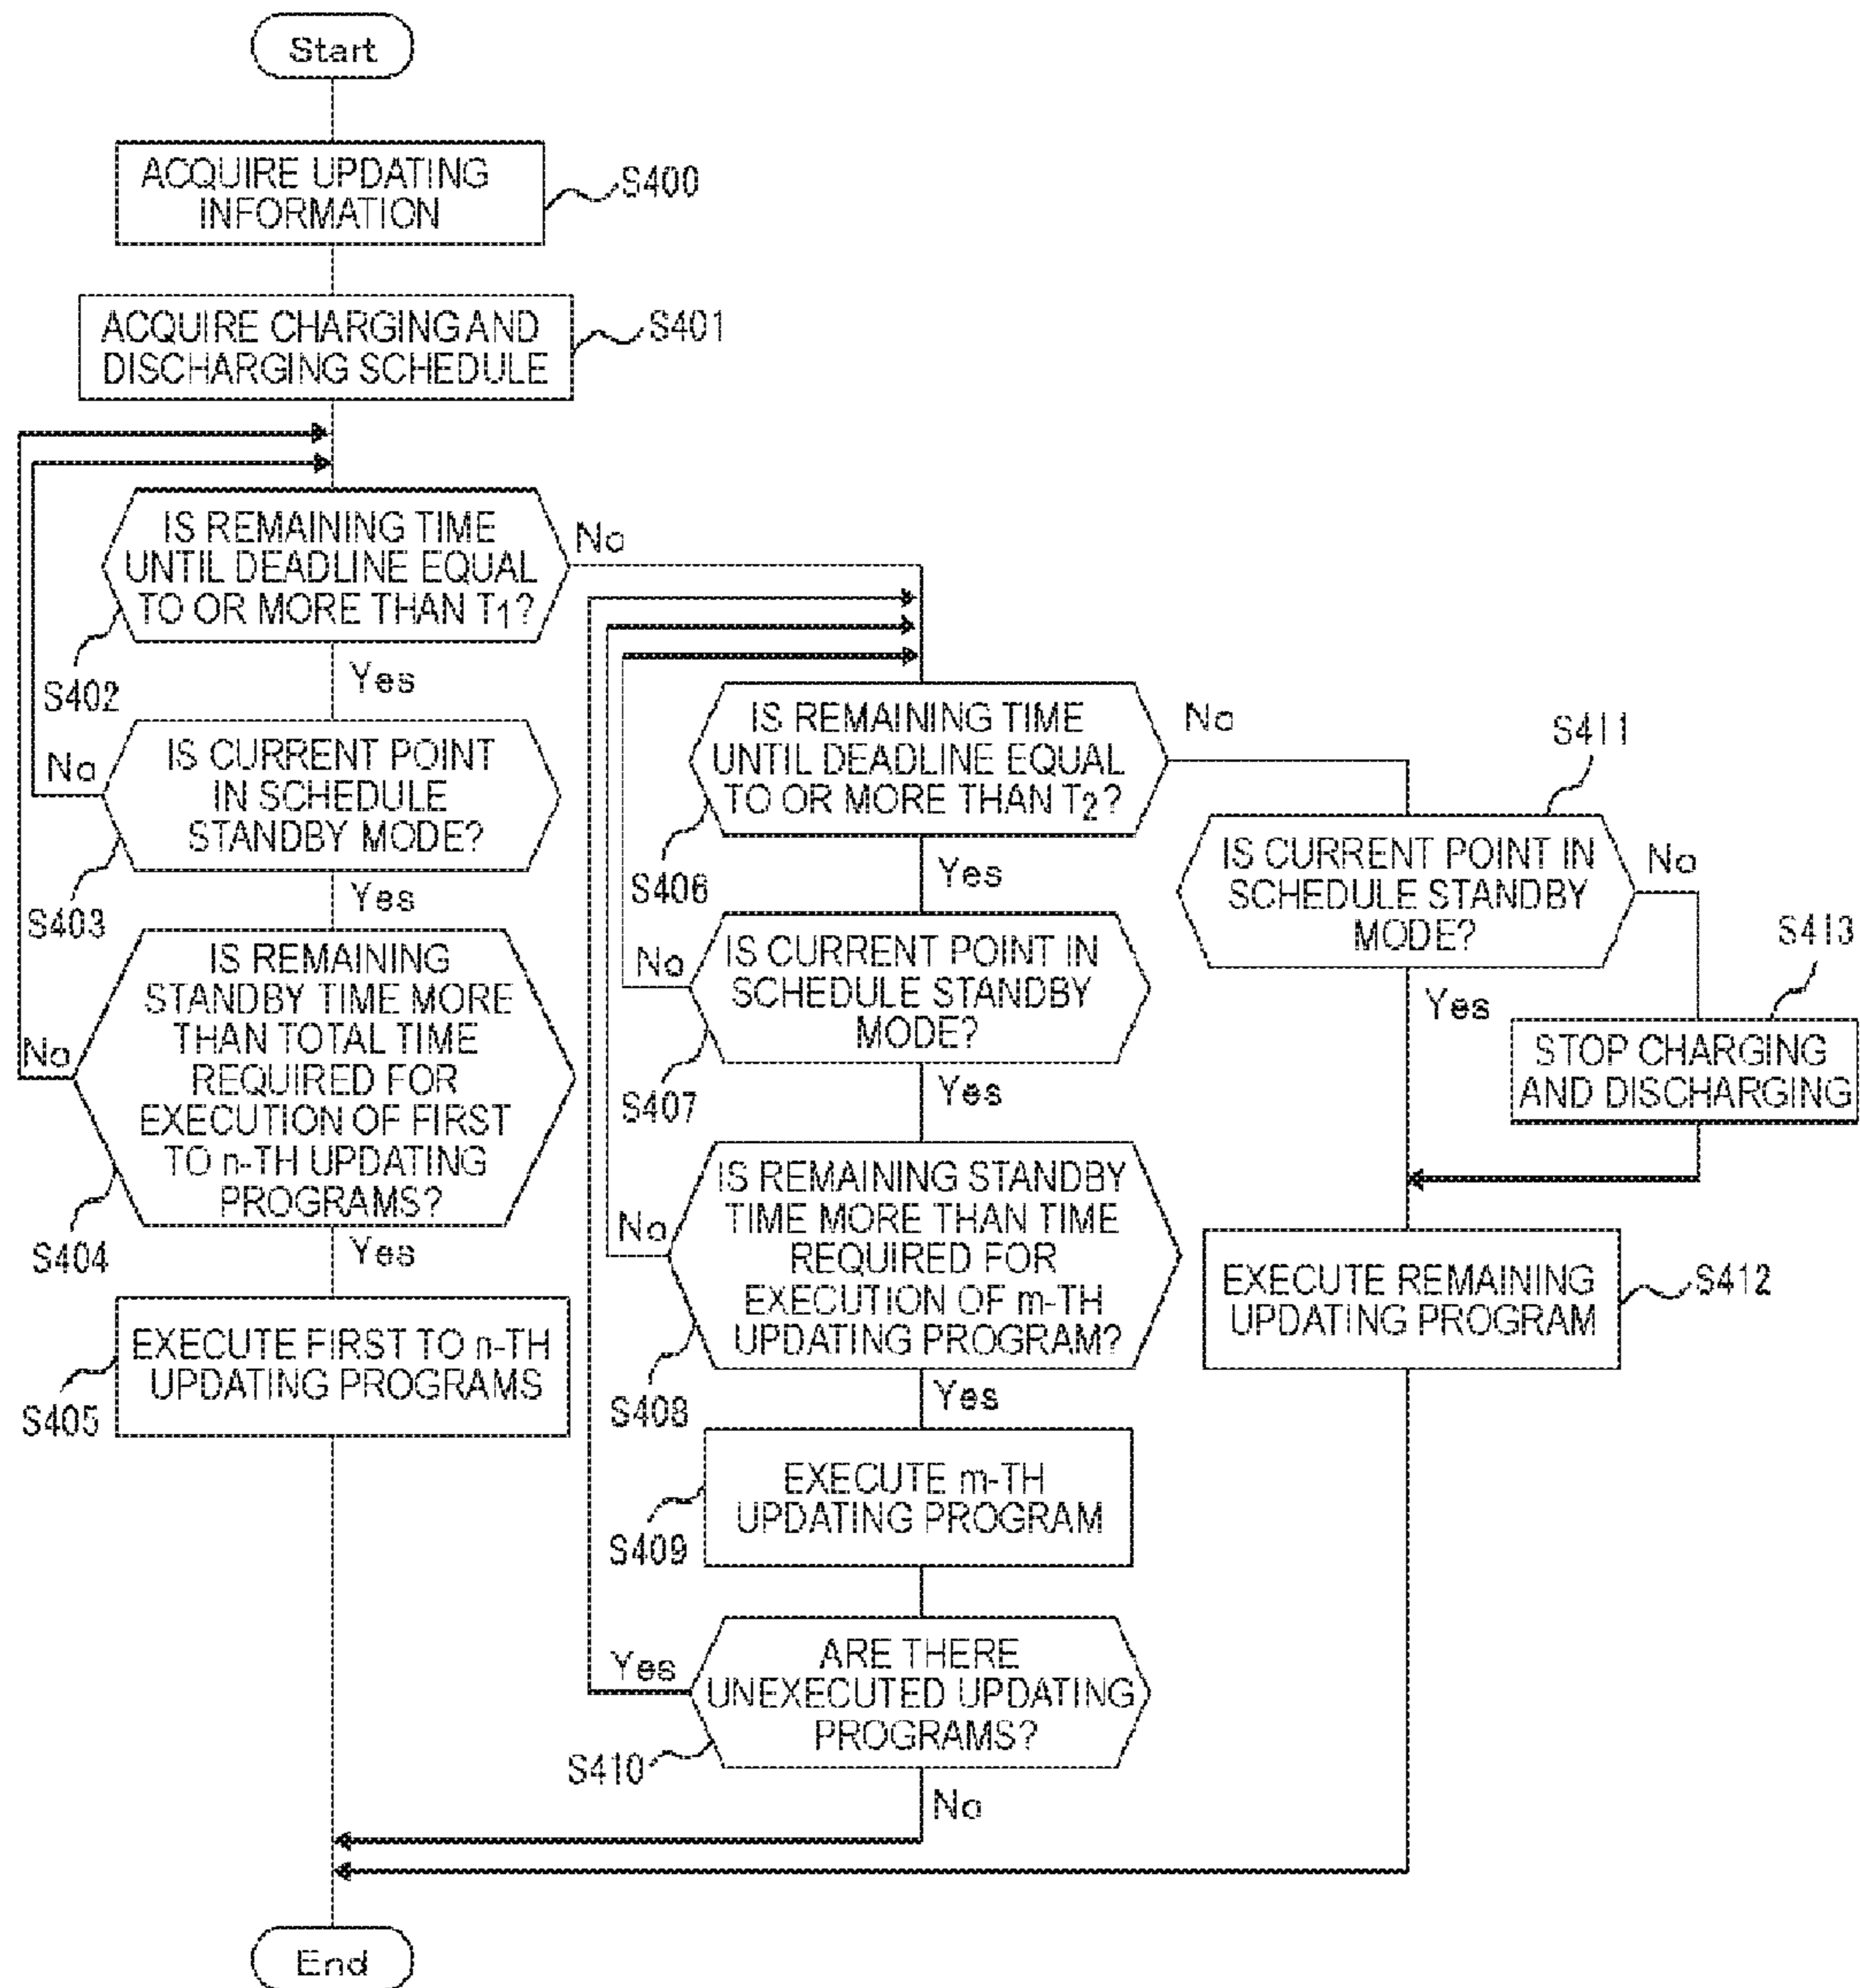 Start
ACQUIRE UPDATING
INFORMATION
S400
ACQUIRE CHARGING AND
DISCHARGING SCHEDULE
S401
IS REMAINING TIME
UNTIL DEADLINE EQUAL
TO OR MORE THAN T1?
No
S402
Yes
IS CURRENT POINT
IN SCHEDULE
STANDBY MODE?
No
S403
Yes
IS REMAINING
STANDBY TIME MORE
THAN TOTAL TIME
REQUIRED FOR
EXECUTION OF FIRST
TO n-TH UPDATING
PROGRAMS?
No
S404
Yes
EXECUTE FIRST TO n-TH
UPDATING PROGRAMS
S405
IS REMAINING TIME
UNTIL DEADLINE EQUAL
TO OR MORE THAN T2?
No
S406
Yes
IS CURRENT POINT IN
SCHEDULE STANDBY
MODE?
No
S407
Yes
IS REMAINING STANDBY
TIME MORE THAN TIME
REQUIRED FOR
EXECUTION OF m-TH
UPDATING PROGRAM?
No
S408
Yes
EXECUTE m-TH
UPDATING PROGRAM
S409
ARE THERE
UNEXECUTED UPDATING
PROGRAMS?
Yes
S410
No
S411
IS CURRENT POINT IN
SCHEDULE STANDBY
MODE?
No
Yes
S413
STOP CHARGING
AND DISCHARGING
EXECUTE REMAINING
UPDATING PROGRAM
S412
End